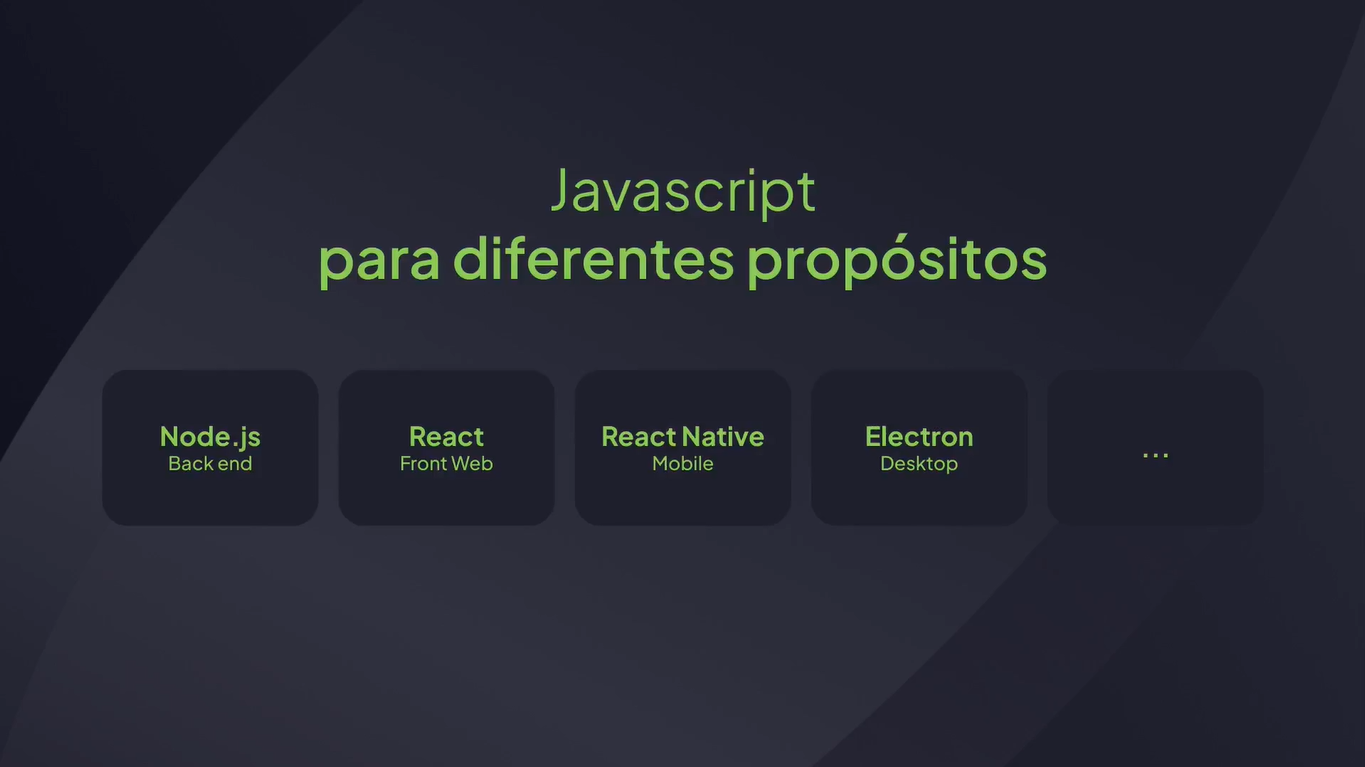 Javascript
para diferentes propósitos
Node.js
Back end
React
Front Web
React Native
Mobile
Electron
Desktop
...